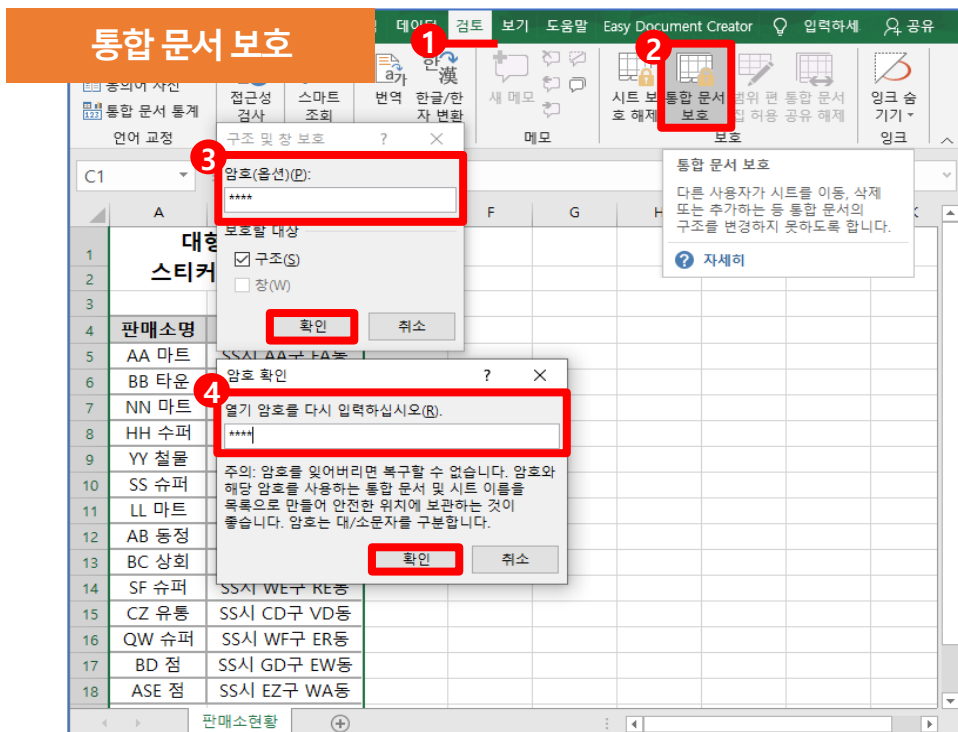 통합 문서 보호
검토 보기 도움말 Easy Document Creator 입력하세 공유
1
2
통합 문서 통계
접근성
검사
스마트
조회
번역
한글/한
자 변환
새 메모
시트 보
호 해제
통합 문서
보호
통합 문서
공유 해제
잉크 숨
기기
언어 교정
메모
보호
잉크
구조 및 창 보호 ?
3
암호(옵션)(P):
****
보호할 대상
구조(S)
창(W)
확인 취소
통합 문서 보호
다른 사용자가 시트를 이동, 삭제
또는 추가하는 등 통합 문서의
구조를 변경하지 못하도록 합니다.
자세히
C1
A F G H
1
2 스티커
3
4 판매소명
5 AA 마트 SS시 AA구 FA동
6 BB 타운
7 NN 마트
8 HH 수퍼
9 YY 철물
10 SS 슈퍼
11 LL 마트
12 AB 동정
13 BC 상회
14 SF 슈퍼 SS시 WE구 RE동
15 CZ 유통 SS시 CD구 VD동
16 QW 슈퍼 SS시 WF구 ER동
17 BD 점 SS시 GD구 EW동
18 ASE 점 SS시 EZ구 WA동
암호 확인 ?
4
열기 암호를 다시 입력하십시오(R).
****
주의: 암호를 잊어버리면 복구할 수 없습니다. 암호와
해당 암호를 사용하는 통합 문서 및 시트 이름을
목록으로 만들어 안전한 위치에 보관하는 것이
좋습니다. 암호는 대/소문자를 구분합니다.
확인 취소
판매소현황